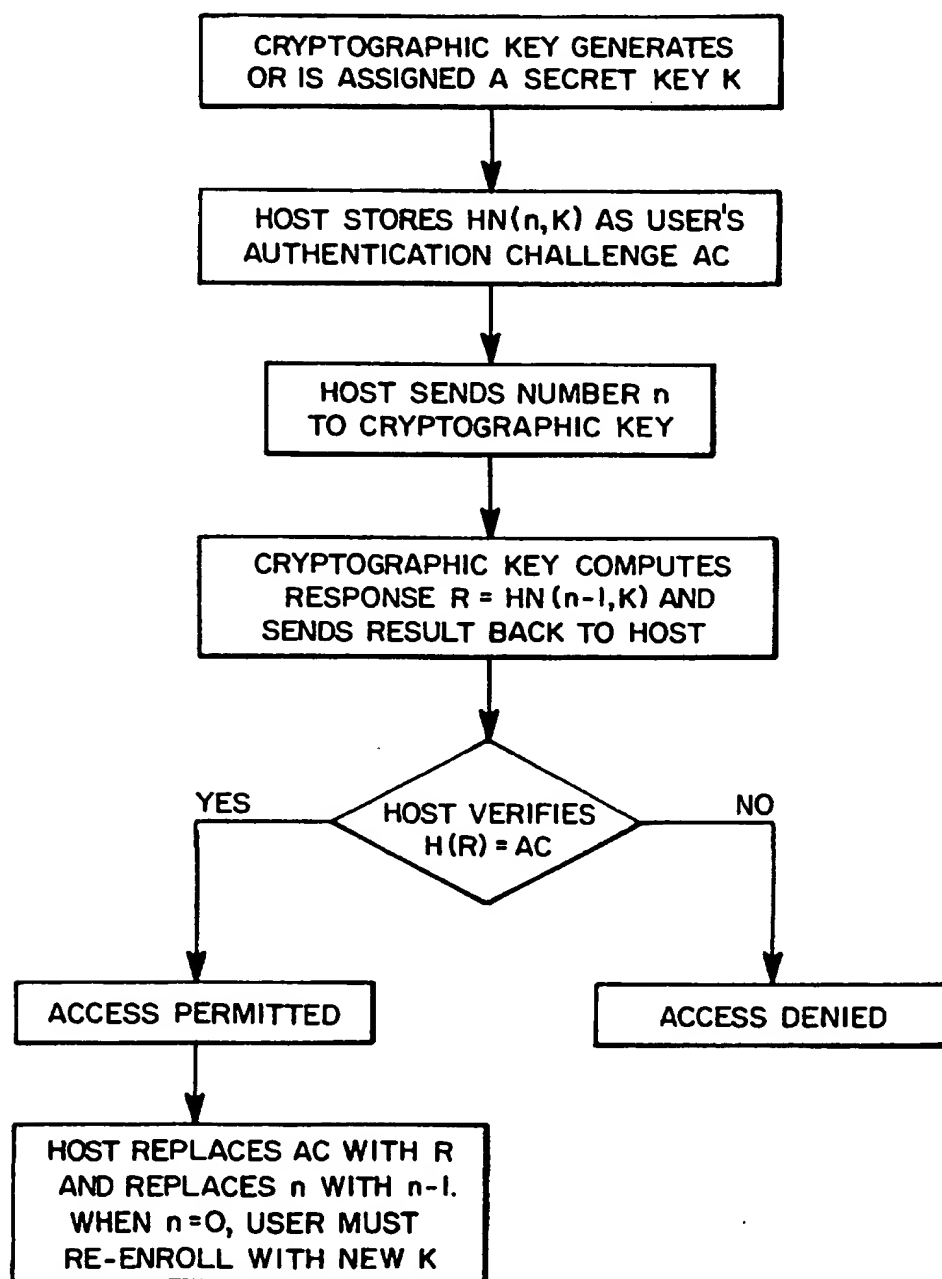 CRYPTOGRAPHIC KEY GENERATES
OR IS ASSIGNED A SECRET KEY K
HOST STORES HN(n,K) AS USER'S
AUTHENTICATION CHALLENGE AC
HOST SENDS NUMBER n
TO CRYPTOGRAPHIC KEY
CRYPTOGRAPHIC KEY COMPUTES
RESPONSE R = HN(n-1,K) AND
SENDS RESULT BACK TO HOST
HOST VERIFIES
H(R) = AC
YES
NO
ACCESS PERMITTED
ACCESS DENIED
HOST REPLACES AC WITH R
AND REPLACES n WITH n-1.
WHEN n=0, USER MUST
RE-ENROLL WITH NEW K